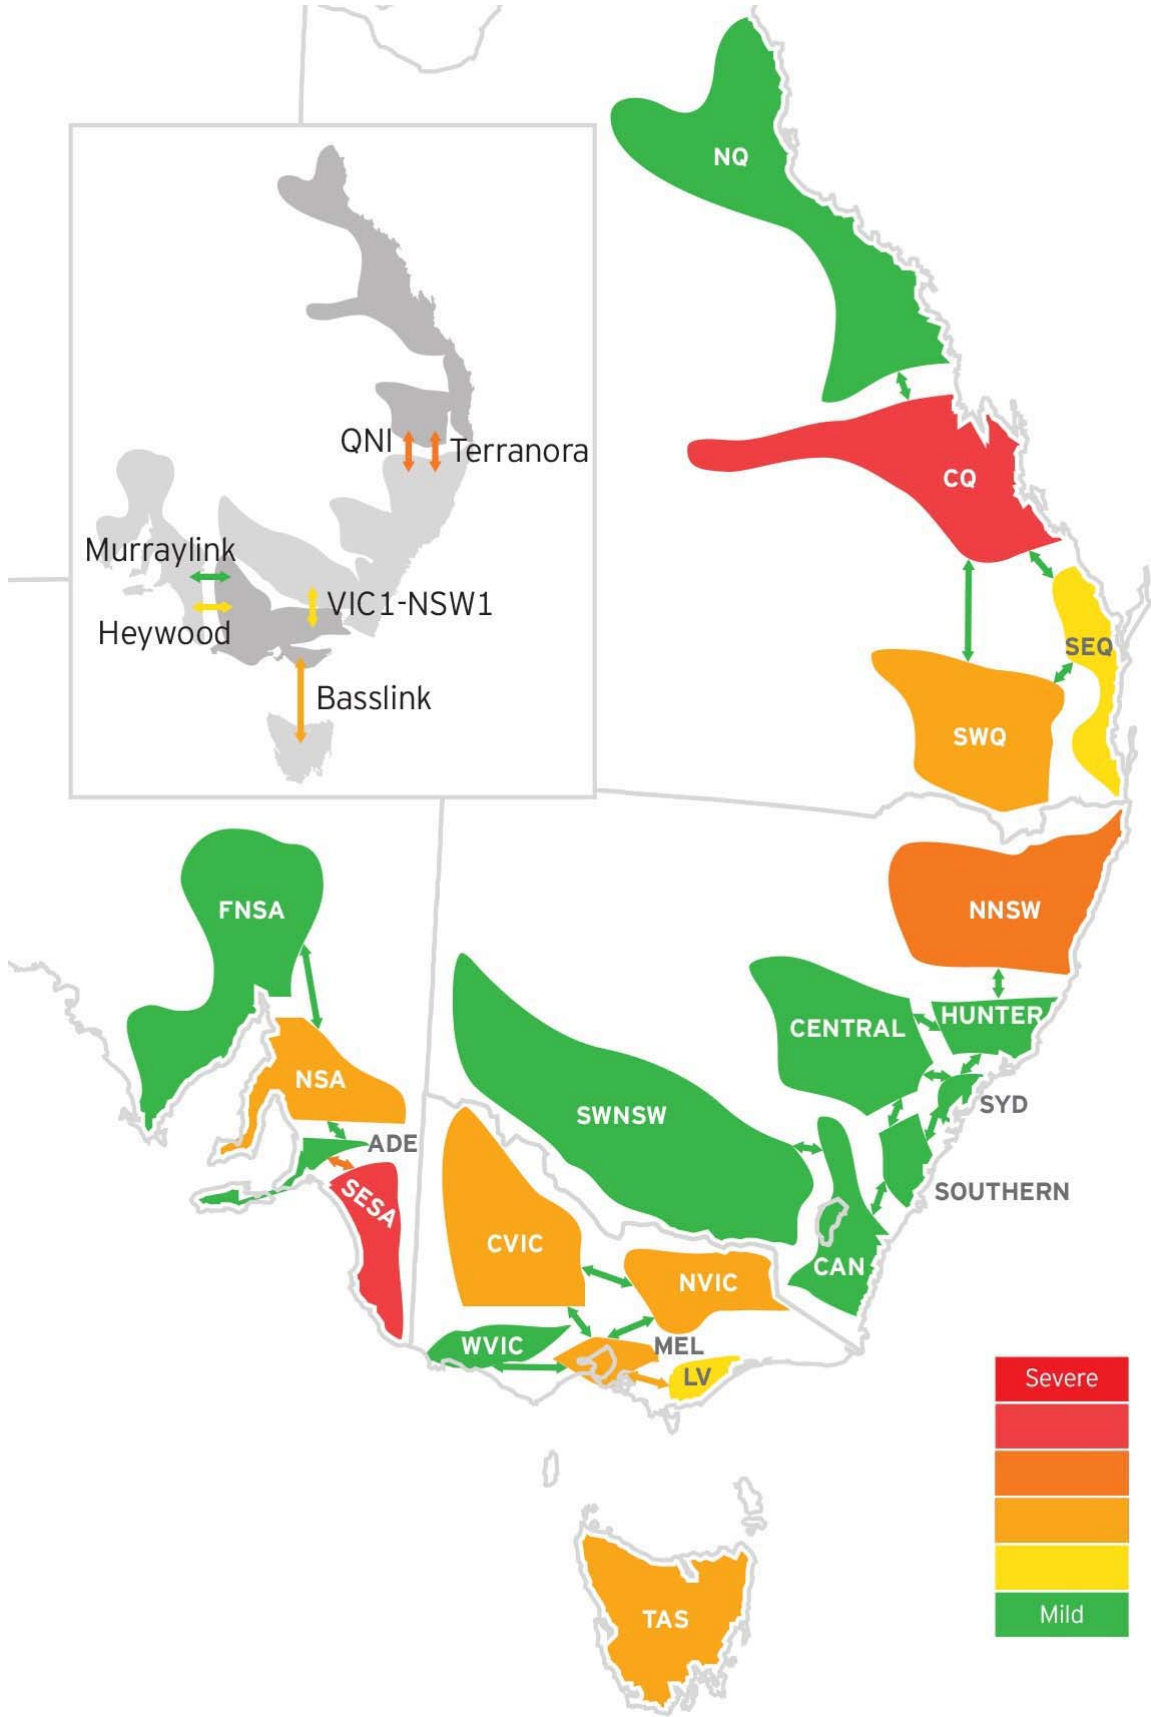 NQ
QNI
Terranora
Murraylink
VIC1-NSW1
Heywood
Basslink
CQ
SEQ
SWQ
FNSA
NNSW
CENTRAL
HUNTER
NSA
SWNSW
SYD
ADE
SESA
SOUTHERN
CVIC
CAN
NVIC
WVIC
MEL
LV
Severe
Mild
TAS